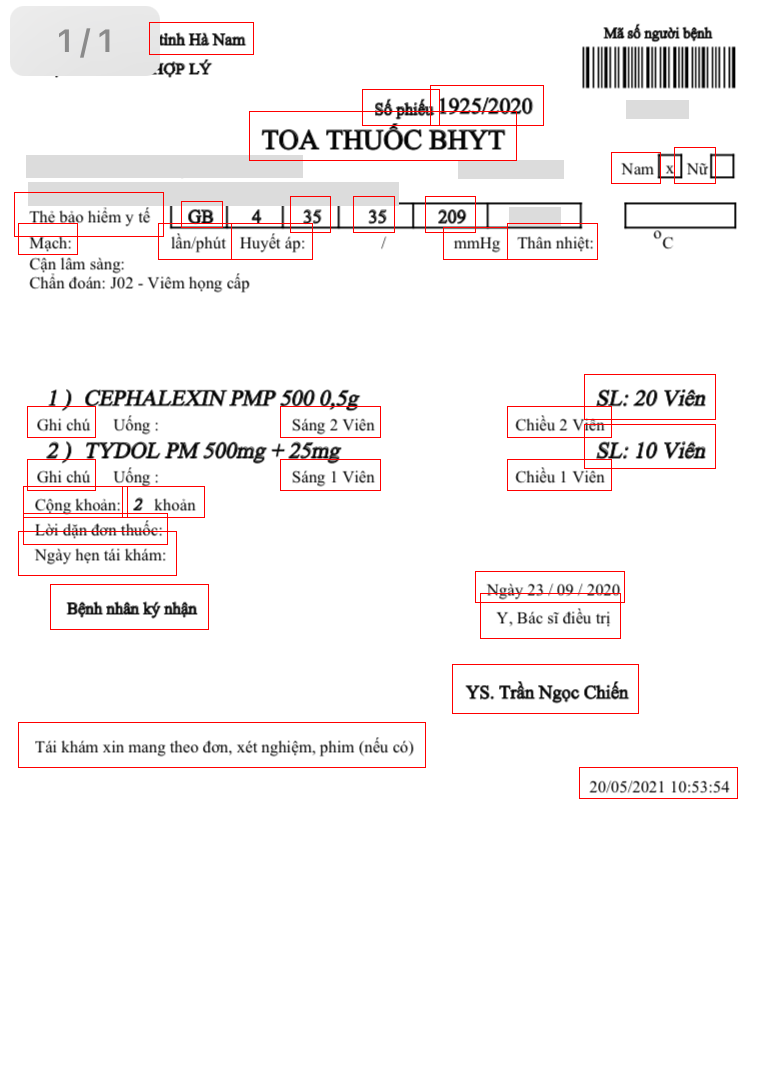 1/1
tỉnh Hà Nam
Mã số người bệnh
HỢP LÝ
Số phiếu 1925/2020
TOA THUỐC BHYT
Nam x Nữ
Thẻ bảo hiểm y tế GB 4 35 35 209
Mạch: lần/phút Huyết áp: / mmHg Thân nhiệt: °C
Cận lâm sàng:
Chẩn đoán: J02 - Viêm họng cấp
1 ) CEPHALEXIN PMP 500 0,5g SL: 20 Viên
Ghi chú Uống : Sáng 2 Viên Chiều 2 Viên
2 ) TYDOL PM 500mg + 25mg SL: 10 Viên
Ghi chú Uống : Sáng 1 Viên Chiều 1 Viên
Cộng khoản: 2 khoản
Lời dặn đơn thuốc:
Ngày hẹn tái khám:
Ngày 23 / 09 / 2020
Bệnh nhân ký nhận
Y, Bác sĩ điều trị
YS. Trần Ngọc Chiến
Tái khám xin mang theo đơn, xét nghiệm, phim (nếu có)
20/05/2021 10:53:54